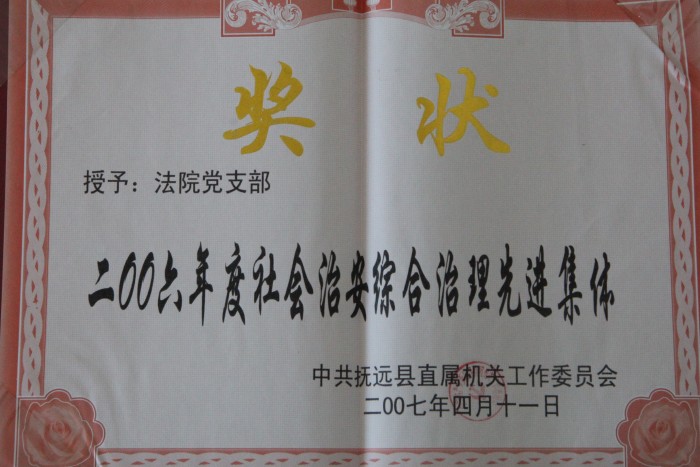 奖状
授予：法院党支部
二00六年度社会治安综合治理先进集体
中共抚远县直属机关工作委员会
二00七年四月十一日